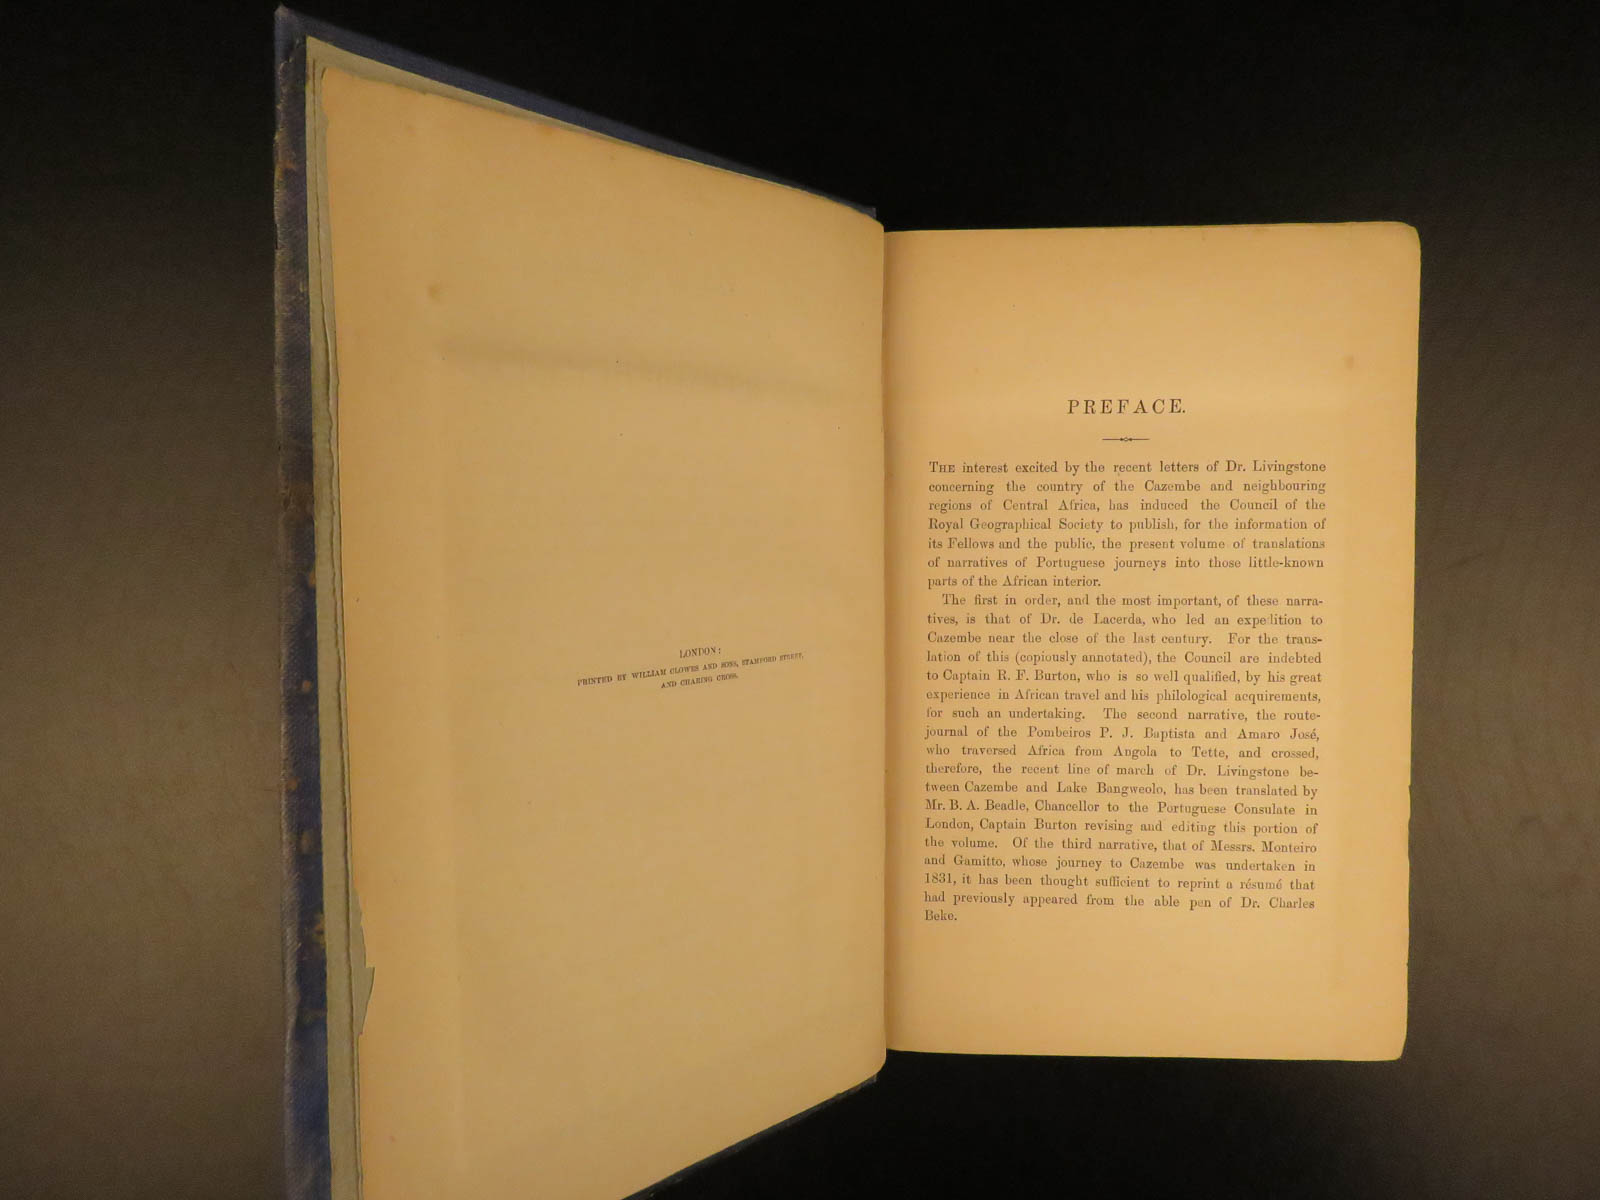 LONDON:
PRINTED BY WILLIAM CLOWES AND SONS, STAMFORD STREET,
AND CHARING CROSS.
PREFACE.
THE interest excited by the recent letters of Dr. Livingstone
concerning the country of the Cazembe and neighbouring
regions of Central Africa, has induced the Council of the
Royal Geographical Society to publish, for the information of
its Fellows and the public, the present volume of translations
of narratives of Portuguese journeys into those little-known
parts of the African interior.
The first in order, and the most important, of these narra-
tives, is that of Dr. de Lacerda, who led an expedition to
Cazembe near the close of the last century. For the trans-
lation of this (copiously annotated), the Council are indebted
to Captain R. F. Burton, who is so well qualified, by his great
experience in African travel and his philological acquirements,
for such an undertaking. The second narrative, the route-
journal of the Pombeiros P. J. Baptista and Amaro José,
who traversed Africa from Angola to Tette, and crossed,
therefore, the recent line of march of Dr. Livingstone be-
tween Cazembe and Lake Bangweolo, has been translated by
Mr. B. A. Beadle, Chancellor to the Portuguese Consulate in
London, Captain Burton revising and editing this portion of
the volume. Of the third narrative, that of Messrs. Monteiro
and Gamitto, whose journey to Cazembe was undertaken in
1831, it has been thought sufficient to reprint a résumé that
had previously appeared from the able pen of Dr. Charles
Beke.